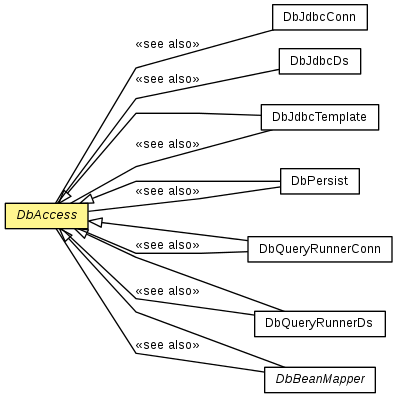 DbJdbcConn
«see also»
DbJdbcDs
«see also»
DbJdbcTemplate
«see also»
DbPersist
«see also»
DbAccess
DbQueryRunnerConn
«see also»
«see also»
DbQueryRunnerDs
«see also»
DbBeanMapper